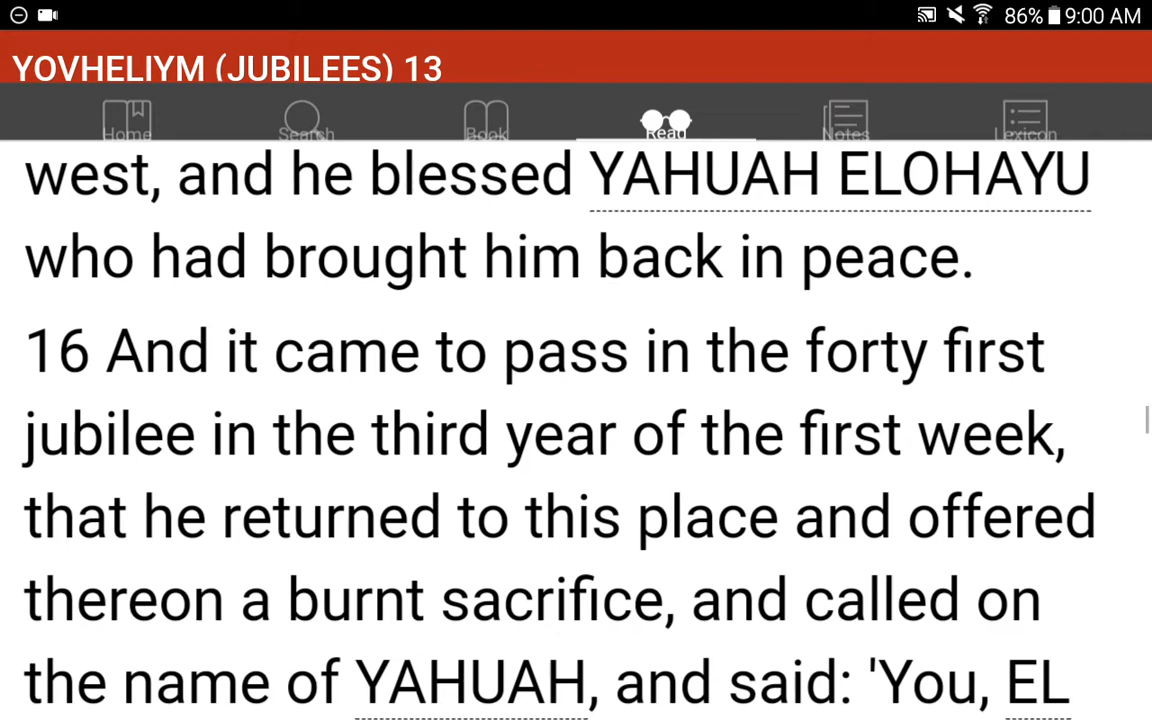 86% 9:00 AM
YOVHELIYM (JUBILEES) 13
Home Search Book Read Notes Lexicon
west, and he blessed YAHUAH ELOHAYU
who had brought him back in peace.
16 And it came to pass in the forty first
jubilee in the third year of the first week,
that he returned to this place and offered
thereon a burnt sacrifice, and called on
the name of YAHUAH, and said: 'You, EL